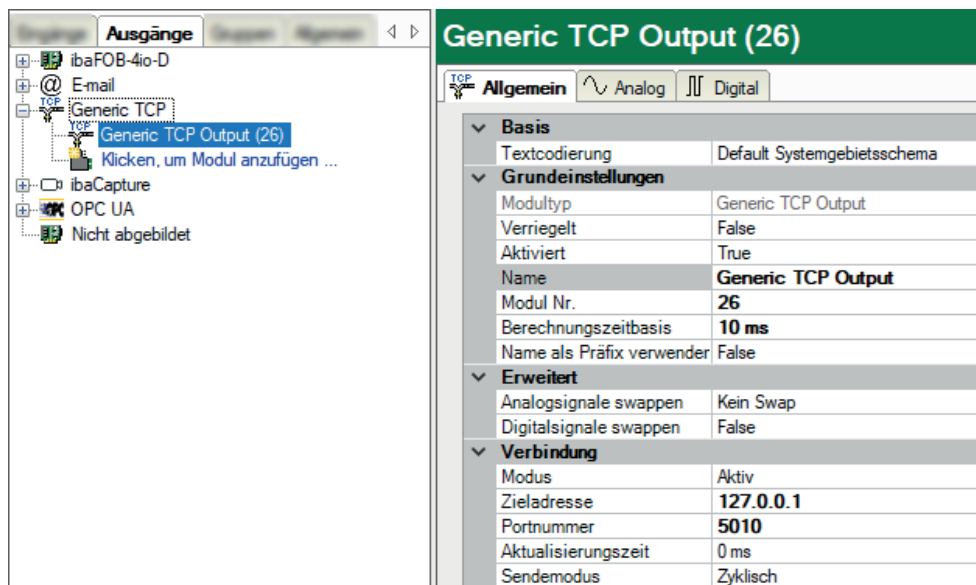 Ausgänge
ibaFOB-4io-D
E-mail
Generic TCP
Generic TCP Output (26)
Klicken, um Modul anzufügen ...
ibaCapture
OPC UA
Nicht abgebildet
Generic TCP Output (26)
Allgemein Analog Digital
Basis
Textcodierung Default Systemgebietsschema
Grundeinstellungen
Modultyp Generic TCP Output
Verriegelt False
Aktiviert True
Name Generic TCP Output
Modul Nr. 26
Berechnungszeitbasis 10 ms
Name als Präfix verwender False
Erweitert
Analogsignale swappen Kein Swap
Digitalsignale swappen False
Verbindung
Modus Aktiv
Zieladresse 127.0.0.1
Portnummer 5010
Aktualisierungszeit 0 ms
Sendemodus Zyklisch